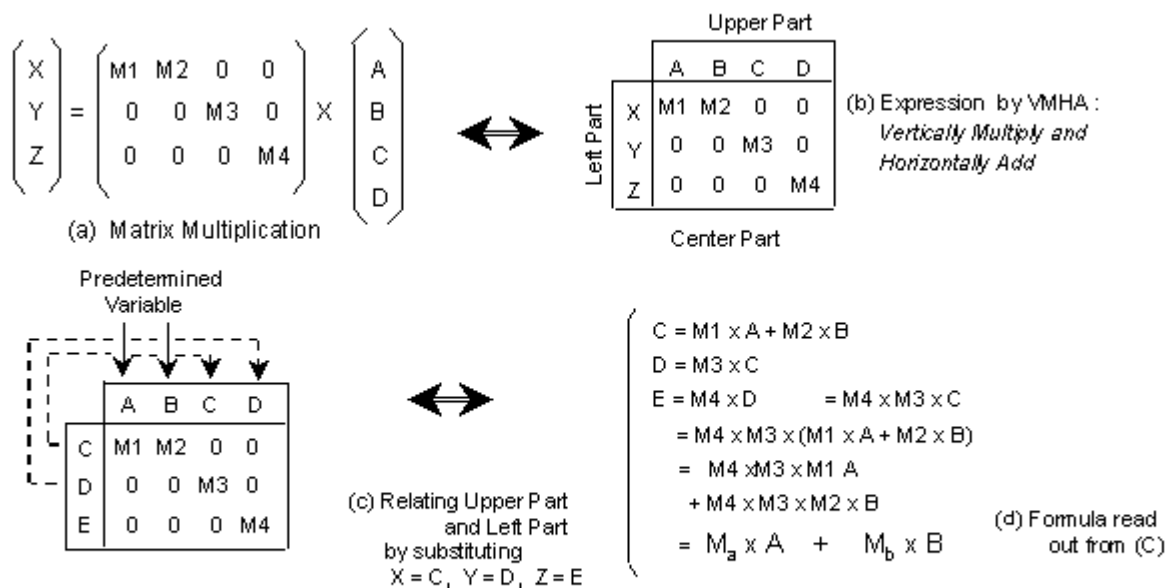 X
Y
Z
=
M1 M2 0 0
0 0 M3 0
0 0 0 M4
X
A
B
C
D
(a) Matrix Multiplication
Upper Part
Left Part
A B C D
X M1 M2 0 0
Y 0 0 M3 0
Z 0 0 0 M4
Center Part
(b) Expression by VMHA :
Vertically Multiply and
Horizontally Add
Predetermined
Variable
A B C D
C M1 M2 0 0
D 0 0 M3 0
E 0 0 0 M4
(c) Relating Upper Part
and Left Part
by substituting
X = C, Y = D, Z = E
C = M1 x A + M2 x B
D = M3 x C
E = M4 x D = M4 x M3 x C
= M4 x M3 x (M1 x A + M2 x B)
= M4 x M3 x M1 A
+ M4 x M3 x M2 x B
= Ma x A + Mb x B
(d) Formula read
out from (C)